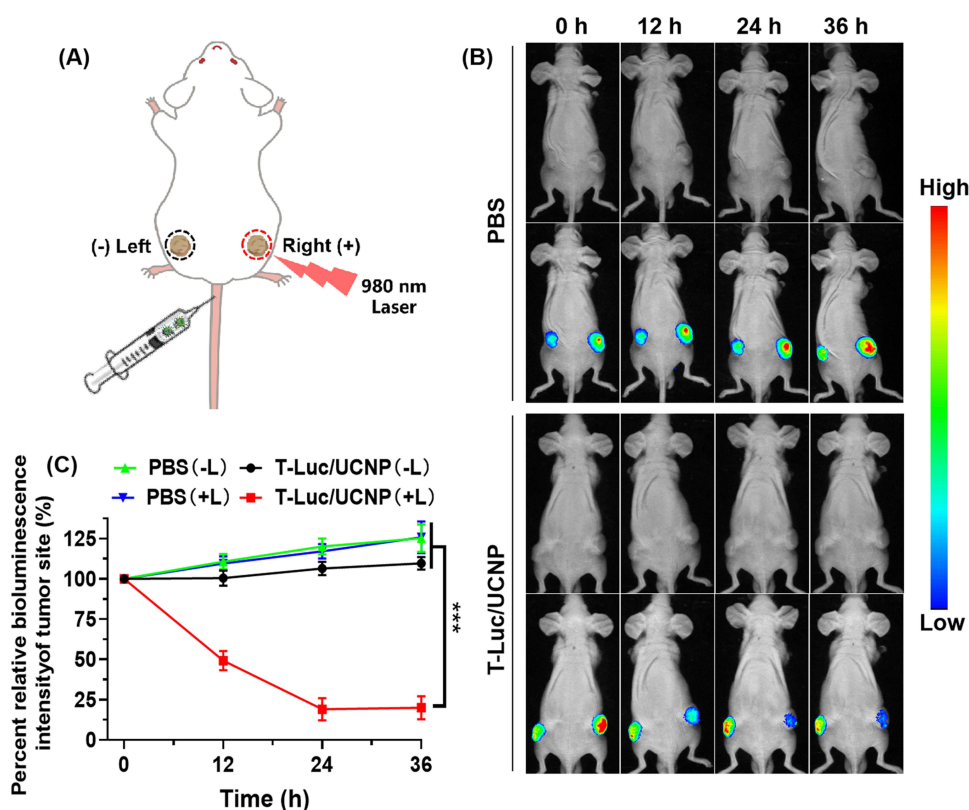 (A)
(-) Left
Right (+)
980 nm
Laser
(B)
0 h
12 h
24 h
36 h
PBS
T-Luc/UCNP
High
Low
(C)
PBS (-L)
T-Luc/UCNP (-L)
PBS (+L)
T-Luc/UCNP (+L)
Percent relative bioluminescence
intensityof tumor site (%)
125
100
75
50
25
0
***
0
12
24
36
Time (h)